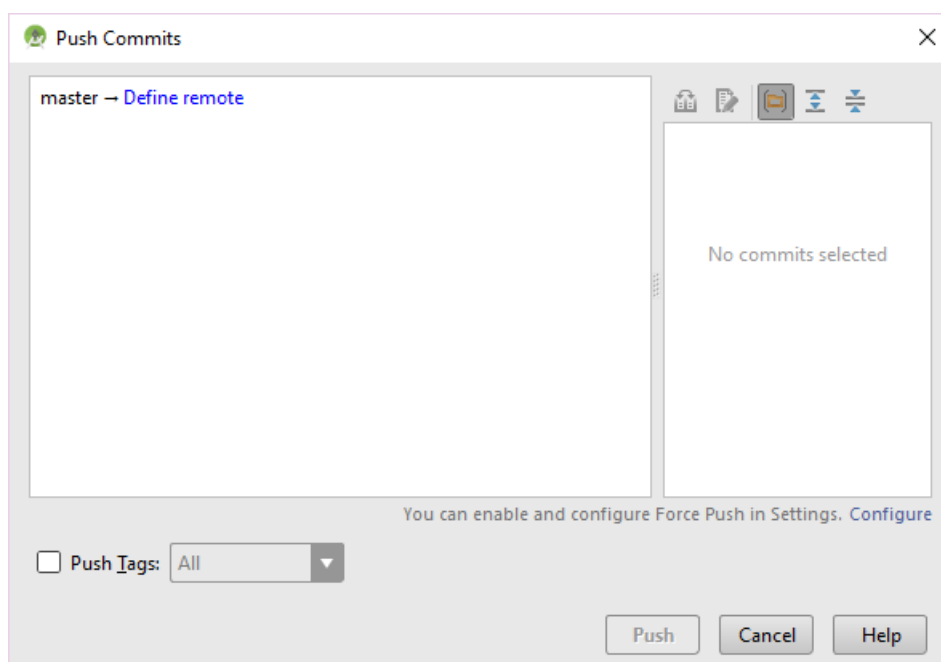 Push Commits
master → Define remote
No commits selected
You can enable and configure Force Push in Settings. Configure
Push Tags: All
Push Cancel Help